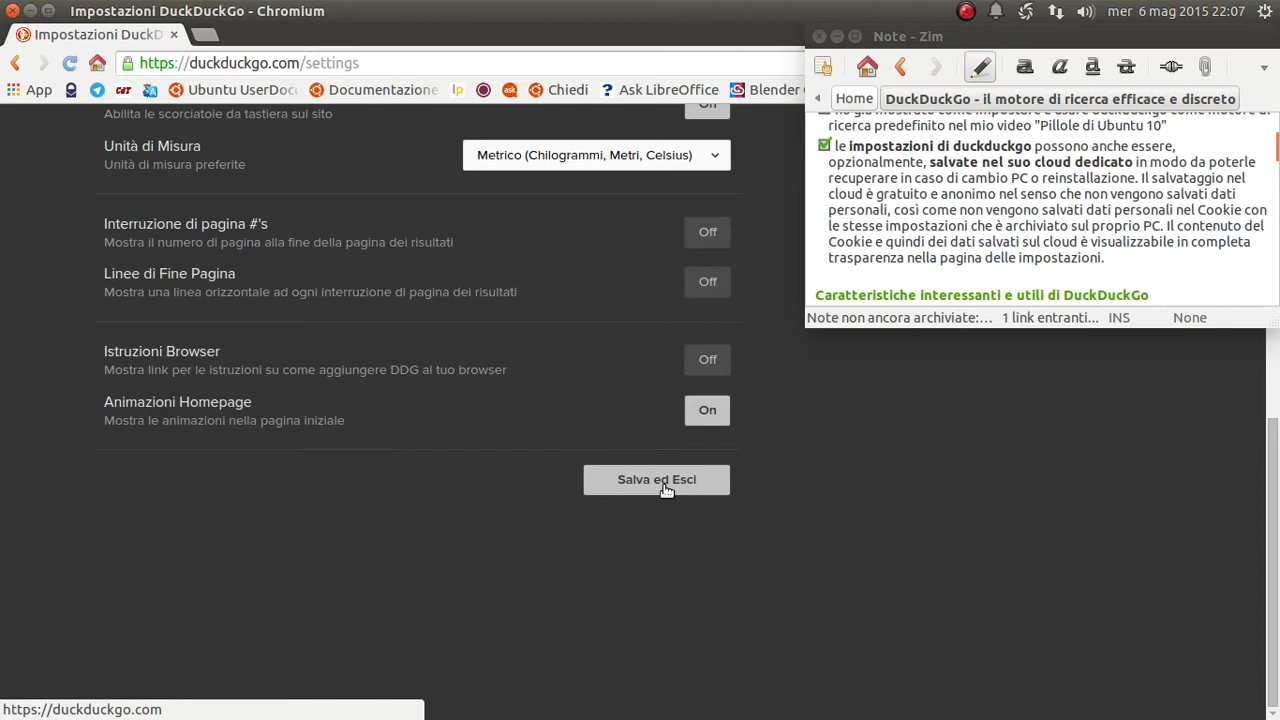 Impostazioni DuckDuckGo - Chromium
mer 6 mag 2015 22:07
Impostazioni DuckD
https://duckduckgo.com/settings
App
GAT
Ubuntu UserDocu
Documentazione
lp
ask
Chiedi
? Ask LibreOffice
Blender
Note - Zim
a a a a
Home
DuckDuckGo - il motore di ricerca efficace e discreto
ricerca predefinito nel mio video "Pillole di Ubuntu 10"
le impostazioni di duckduckgo possono anche essere,
opzionalmente, salvate nel suo cloud dedicato in modo da poterle
recuperare in caso di cambio PC o reinstallazione. Il salvataggio nel
cloud è gratuito e anonimo nel senso che non vengono salvati dati
personali, così come non vengono salvati dati personali nel Cookie con
le stesse impostazioni che è archiviato sul proprio PC. Il contenuto del
Cookie e quindi dei dati salvati sul cloud è visualizzabile in completa
trasparenza nella pagina delle impostazioni.
Caratteristiche interessanti e utili di DuckDuckGo
Note non ancora archiviate:...
1 link entranti...
INS
None
On
Abilita le scorciatoie da tastiera sul sito
Unità di Misura
Unità di misura preferite
Metrico (Chilogrammi, Metri, Celsius)
Interruzione di pagina #'s
Mostra il numero di pagina alla fine della pagina dei risultati
Off
Linee di Fine Pagina
Mostra una linea orizzontale ad ogni interruzione di pagina dei risultati
Off
Istruzioni Browser
Mostra link per le istruzioni su come aggiungere DDG al tuo browser
Off
Animazioni Homepage
Mostra le animazioni nella pagina iniziale
On
Salva ed Esci
https://duckduckgo.com